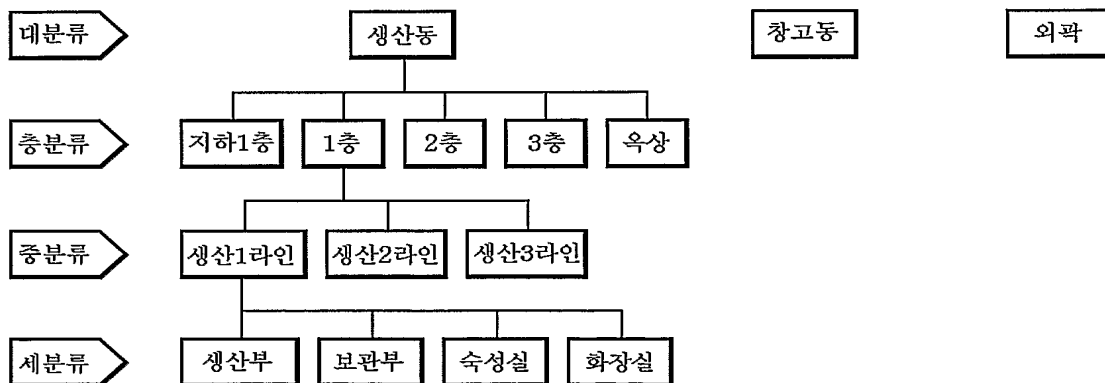 대분류 생산동 창고동 외곽
층분류 지하1층 1층 2층 3층 옥상
중분류 생산1라인 생산2라인 생산3라인
세분류 생산부 보관부 숙성실 화장실